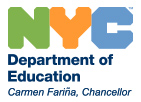 NYC
Department of
Education
Carmen Fariña, Chancellor